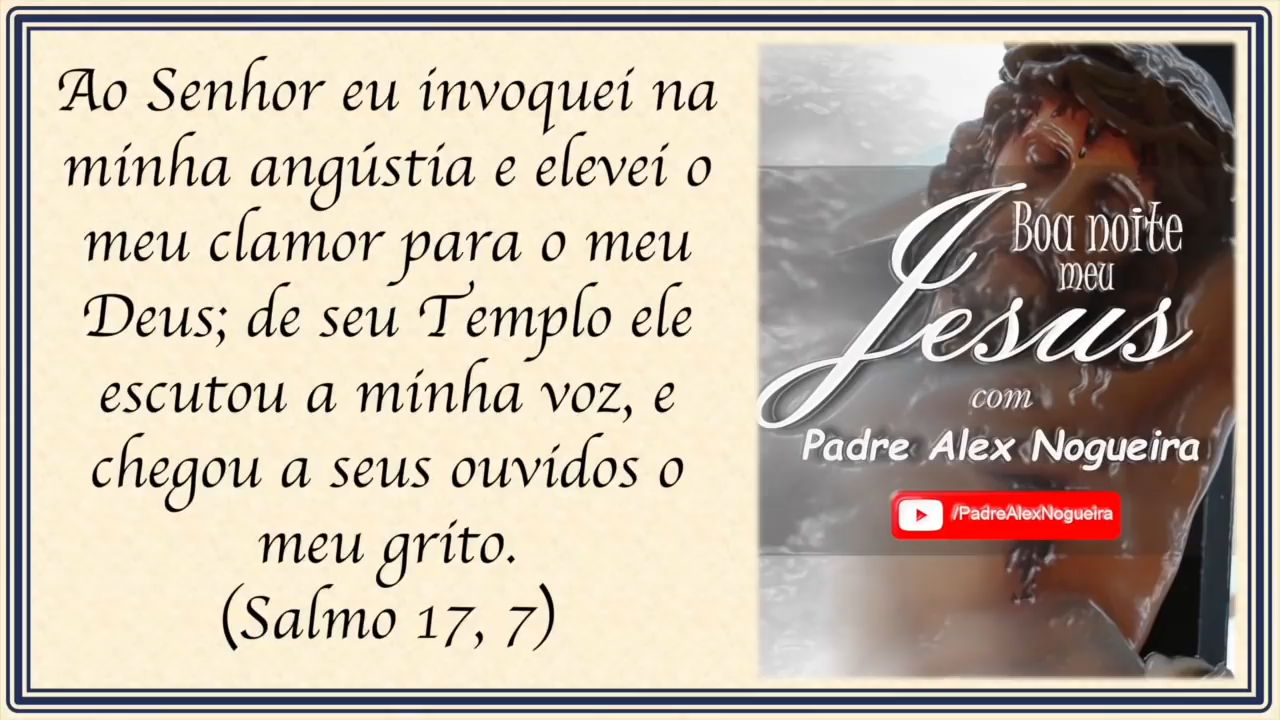 Ao Senhor eu invoquei na
minha angústia e elevei o
meu clamor para o meu
Deus; de seu Templo ele
escutou a minha voz, e
chegou a seus ouvidos o
meu grito.
(Salmo 17, 7)
Boa noite
meu
Jesus
com
Padre Alex Nogueira
/PadreAlexNogueira